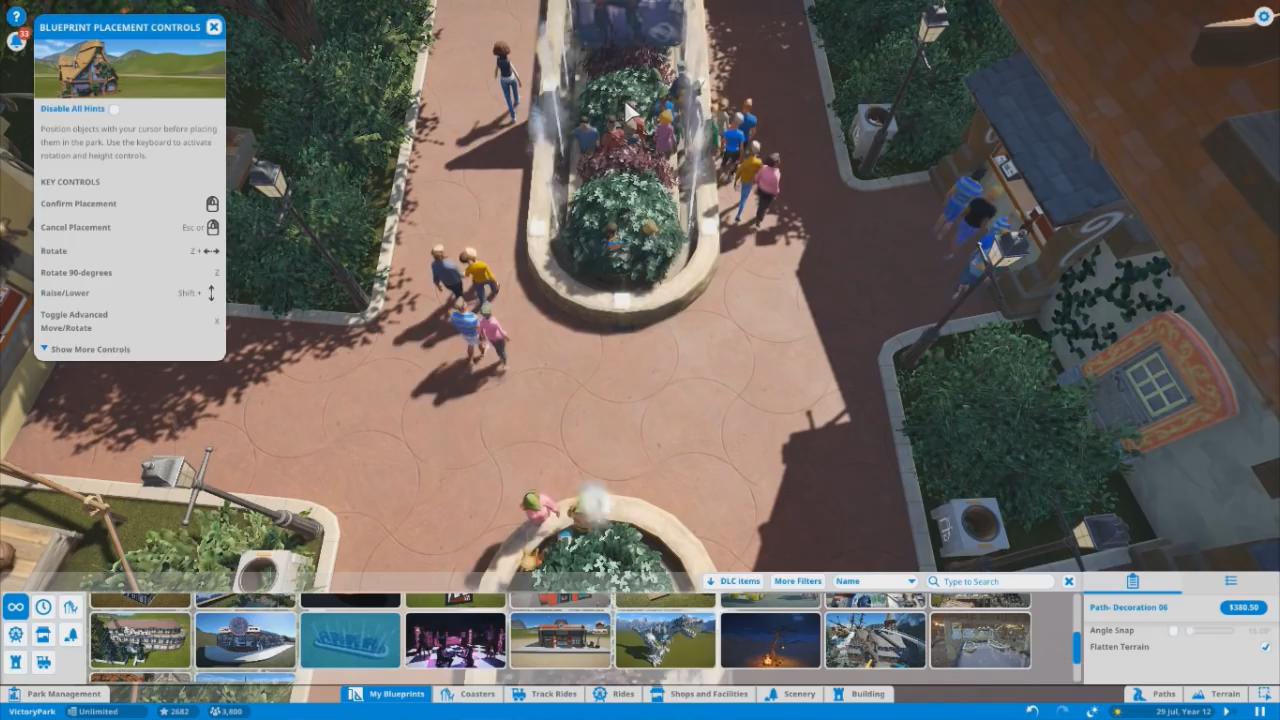 ?
BLUEPRINT PLACEMENT CONTROLS
33
Disable All Hints
Position objects with your cursor before placing
them in the park. Use the keyboard to activate
rotation and height controls.
KEY CONTROLS
Confirm Placement
Cancel Placement Esc or
Rotate Z +
Rotate 90-degrees Z
Raise/Lower Shift +
Toggle Advanced
Move/Rotate X
Show More Controls
DLC items More Filters Name Type to Search
Path- Decoration 06 $380.50
Angle Snap
Flatten Terrain
Park Management My Blueprints Coasters Track Rides Rides Shops and Facilities Scenery Building Paths Terrain
VictoryPark Unlimited 2682 3,800 29 Jul, Year 12